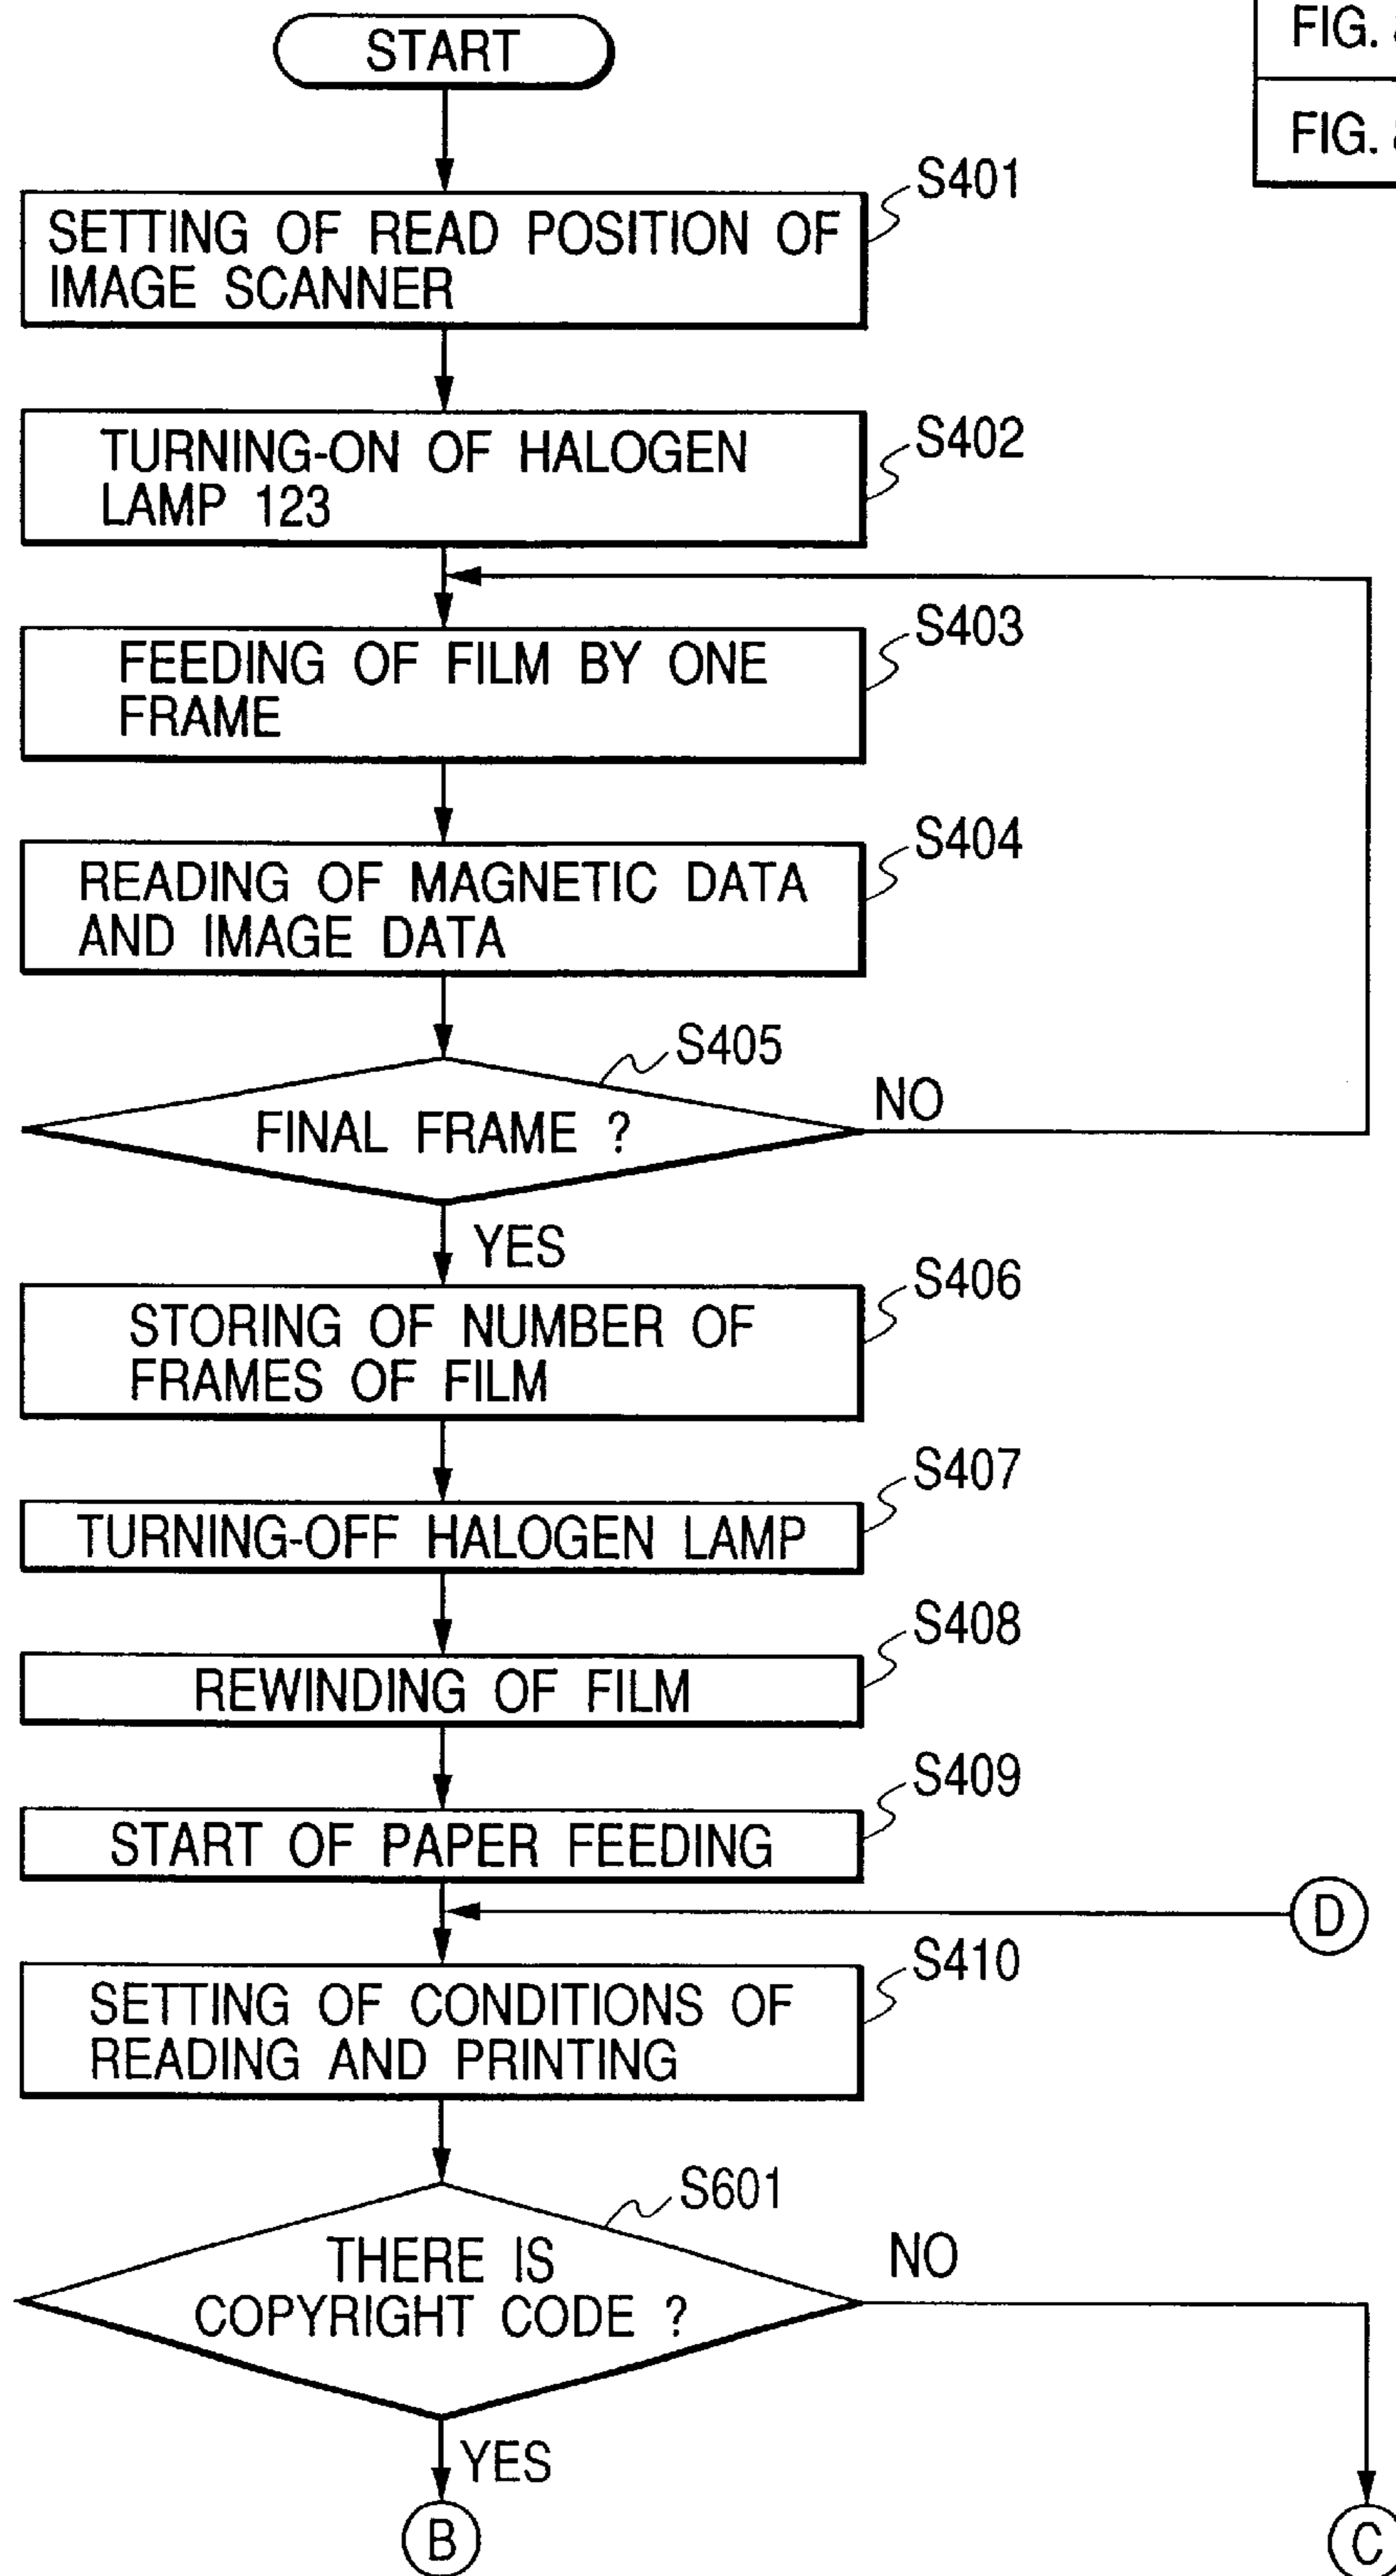 START
FIG.
FIG.
S401
SETTING OF READ POSITION OF
IMAGE SCANNER
S402
TURNING-ON OF HALOGEN
LAMP 123
S403
FEEDING OF FILM BY ONE
FRAME
S404
READING OF MAGNETIC DATA
AND IMAGE DATA
S405
FINAL FRAME ?
NO
YES
S406
STORING OF NUMBER OF
FRAMES OF FILM
S407
TURNING-OFF HALOGEN LAMP
S408
REWINDING OF FILM
S409
START OF PAPER FEEDING
D
S410
SETTING OF CONDITIONS OF
READING AND PRINTING
S601
THERE IS
COPYRIGHT CODE ?
NO
YES
B
C